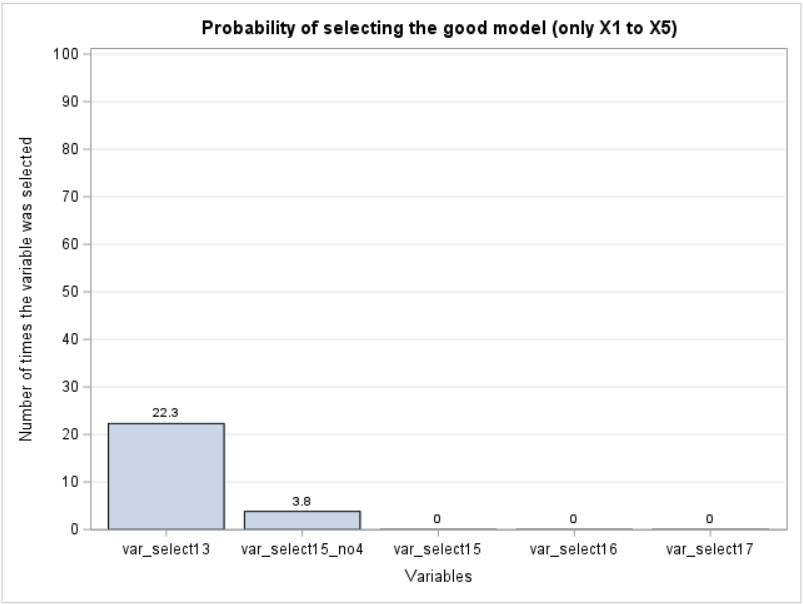 Probability of selecting the good model (only X1 to X5)
Number of times the variable was selected
100
90
80
70
60
50
40
30
20
10
0
22.3
3.8
0
0
0
var_select13
var_select15_no4
var_select15
var_select16
var_select17
Variables